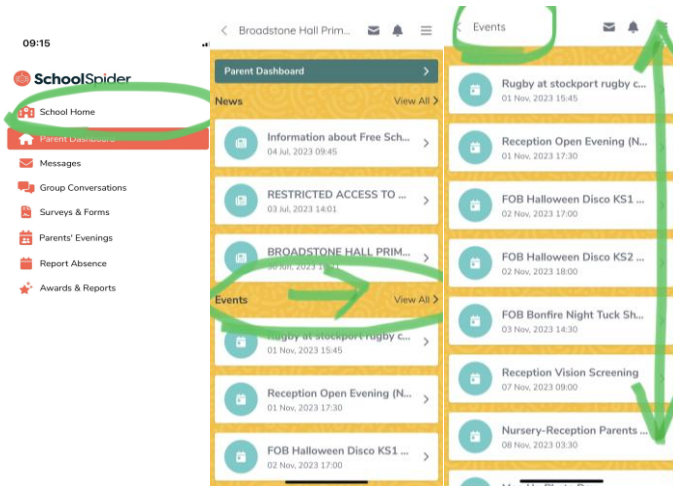 09:15
SchoolSpider
School Home
Parent Dashboard
Messages
Group Conversations
Surveys & Forms
Parents' Evenings
Report Absence
Awards & Reports
Broadstone Hall Prim...
Parent Dashboard
News
View All
Information about Free Sch...
04 Jul, 2023 09:45
RESTRICTED ACCESS TO ...
03 Jul, 2023 14:01
BROADSTONE HALL PRIM...
30 Jun, 2023
Events
View All
Rugby at stockport rugby c...
01 Nov, 2023 15:45
Reception Open Evening (N...
01 Nov, 2023 17:30
FOB Halloween Disco KS1 ...
02 Nov, 2023 17:00
Events
Rugby at stockport rugby c...
01 Nov, 2023 15:45
Reception Open Evening (N...
01 Nov, 2023 17:30
FOB Halloween Disco KS1 ...
02 Nov, 2023 17:00
FOB Halloween Disco KS2 ...
02 Nov, 2023 18:00
FOB Bonfire Night Tuck Sh...
03 Nov, 2023 14:30
Reception Vision Screening
07 Nov, 2023 09:00
Nursery-Reception Parents ...
08 Nov, 2023 03:30